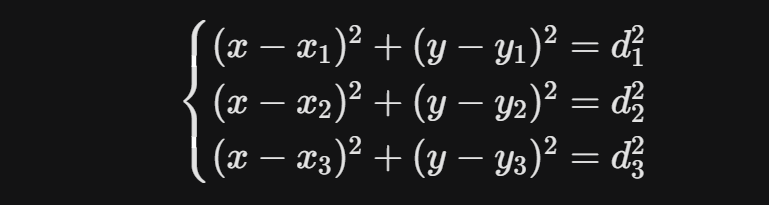 (x − x₁)² + (y − y₁)² = d₁²
(x − x₂)² + (y − y₂)² = d₂²
(x − x₃)² + (y − y₃)² = d₃²